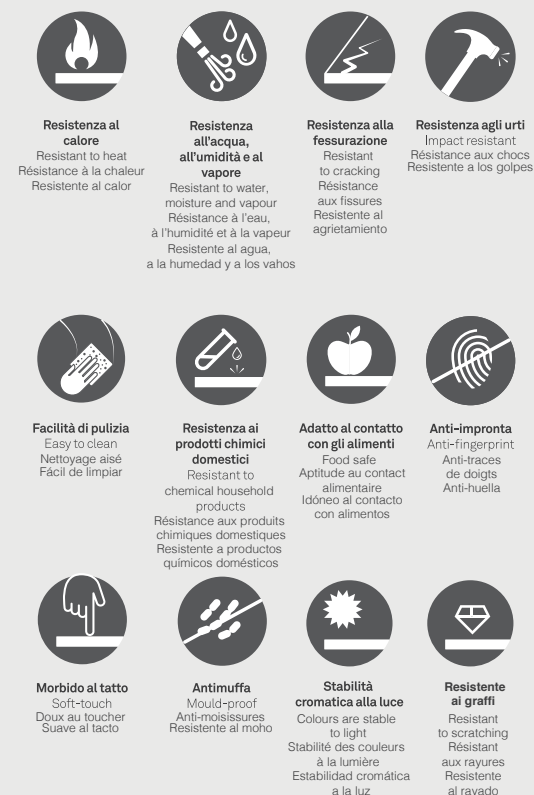 Resistenza al
calore
Resistant to heat
Résistance à la chaleur
Resistente al calor
Resistenza
all'acqua,
all'umidità e al
vapore
Resistant to water,
moisture and vapour
Résistance à l'eau,
à l'humidité et à la vapeur
Resistente al agua,
a la humedad y a los vahos
Resistenza alla
fessurazione
Resistant
to cracking
Résistance
aux fissures
Resistente al
agrietamiento
Resistenza agli urti
Impact resistant
Résistance aux chocs
Resistente a los golpes
Facilità di pulizia
Easy to clean
Nettoyage aisé
Fácil de limpiar
Resistenza ai
prodotti chimici
domestici
Resistant to
chemical household
products
Résistance aux produits
chimiques domestiques
Resistente a productos
químicos domésticos
Adatto al contatto
con gli alimenti
Food safe
Aptitude au contact
alimentaire
Idóneo al contacto
con alimentos
Anti-impronta
Anti-fingerprint
Anti-traces
de doigts
Anti-huella
Morbido al tatto
Soft-touch
Doux au toucher
Suave al tacto
Antimuffa
Mould-proof
Anti-moisissures
Resistente al moho
Stabilità
cromatica alla luce
Colours are stable
to light
Stabilité des couleurs
à la lumière
Estabilidad cromática
a la luz
Resistente
ai graffi
Resistant
to scratching
Résistant
aux rayures
Resistente
al rayado